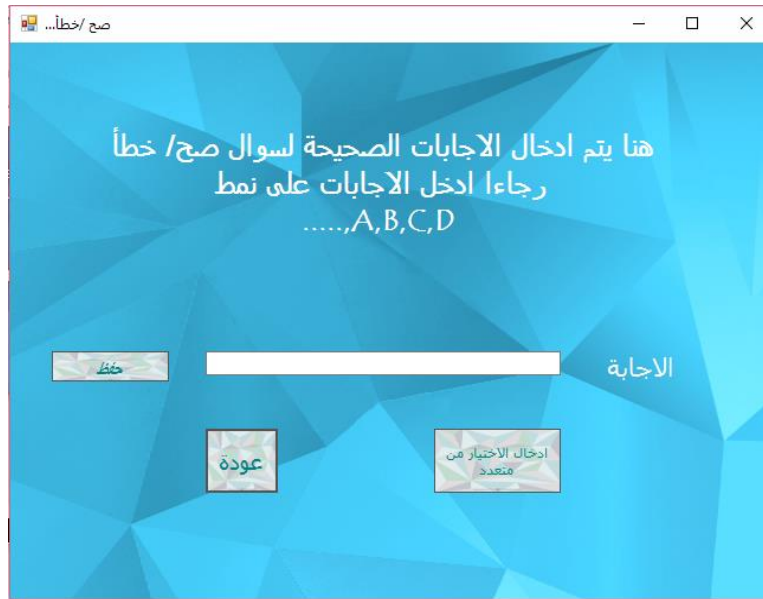 صح /خطأ...
هنا يتم ادخال الاجابات الصحيحة لسوال صح/ خطأ
رجاءا ادخل الاجابات على نمط
A,B,C,D,.....
الاجابة
حفظ
ادخال الاختيار من
متعدد
عودة